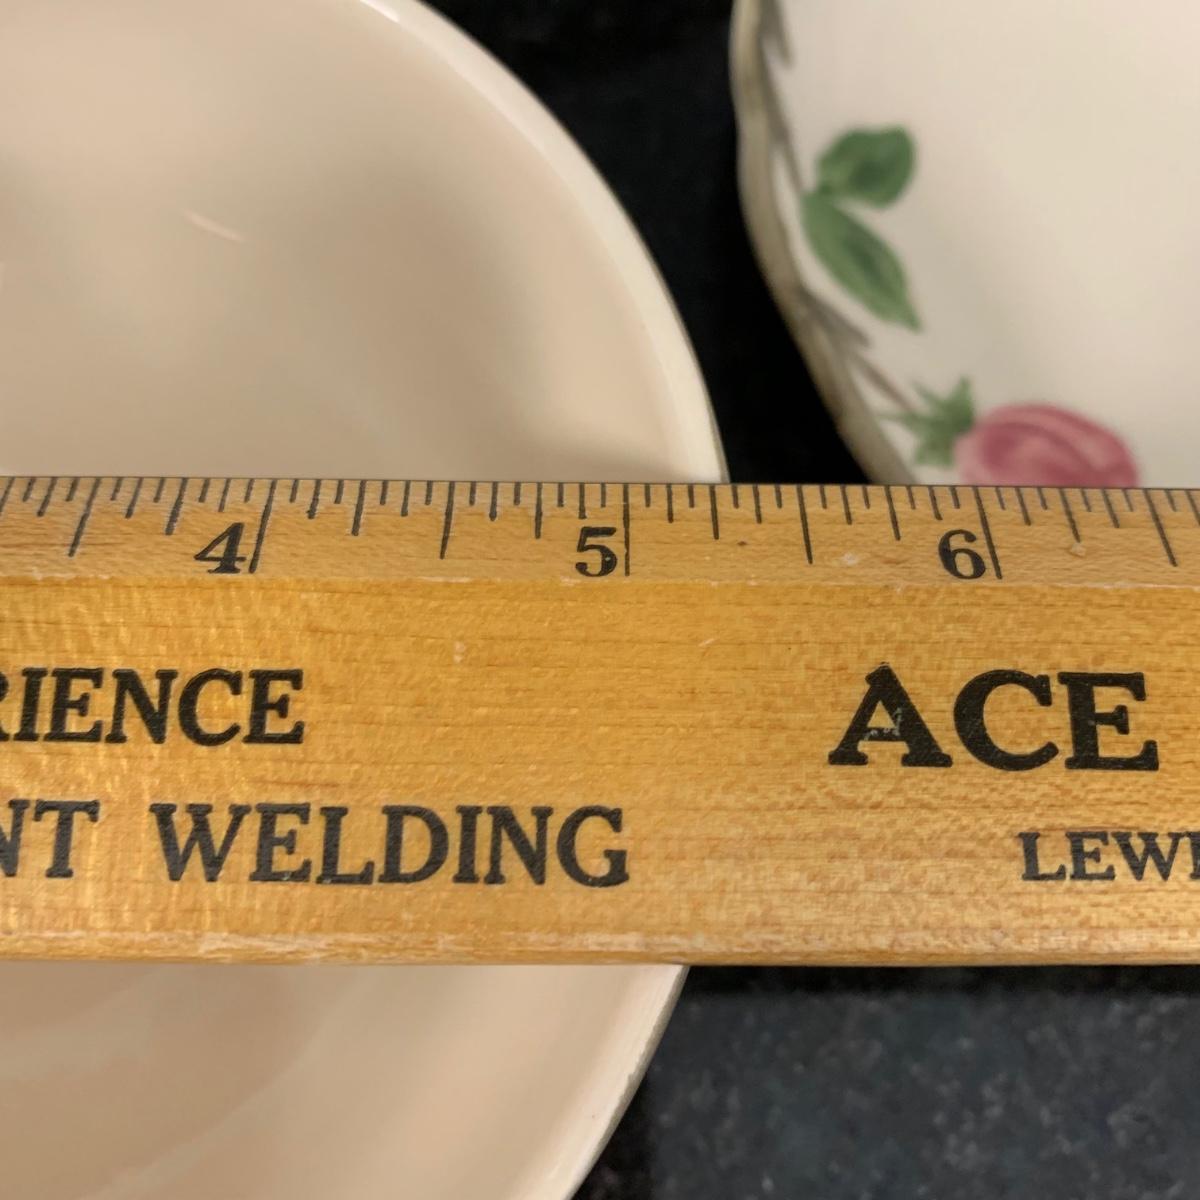 4 5 6
RIENCE ACE
NT WELDING LEW